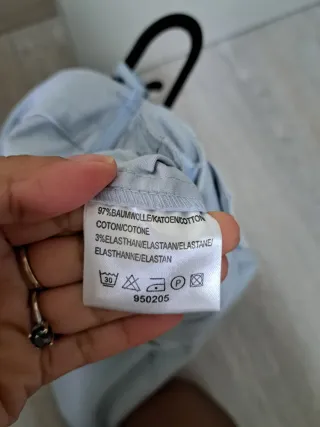 97%BAUMWOLLE/KATOEN/COTTON
COTON/COTONE
3%ELASTHAN/ELASTAAN/ELASTANE/
ELASTHANNE/ELASTAN
30 P
950205